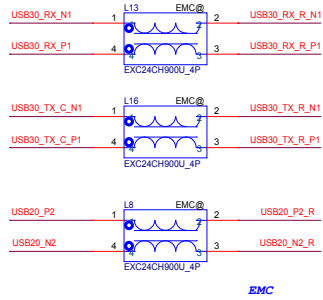 L13 EMC@
USB30_RX_N1 1 2 USB30_RX_R_N1
USB30_RX_P1 4 3 USB30_RX_R_P1
EXC24CH900U_4P
L16 EMC@
USB30_TX_C_N1 1 2 USB30_TX_R_N1
USB30_TX_C_P1 4 3 USB30_TX_R_P1
EXC24CH900U_4P
L8 EMC@
USB20_P2 1 2 USB20_P2_R
USB20_N2 4 3 USB20_N2_R
EXC24CH900U_4P
EMC